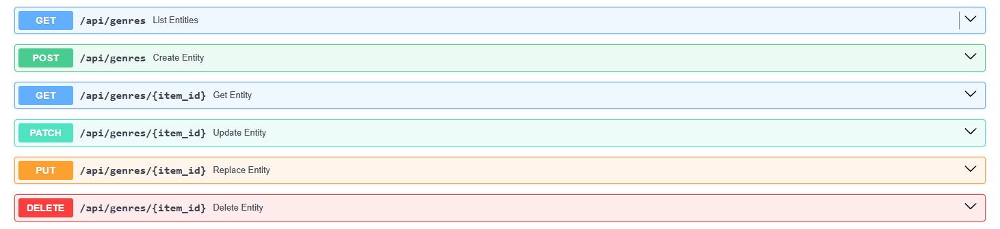 GET /api/genres List Entities
POST /api/genres Create Entity
GET /api/genres/{item_id} Get Entity
PATCH /api/genres/{item_id} Update Entity
PUT /api/genres/{item_id} Replace Entity
DELETE /api/genres/{item_id} Delete Entity